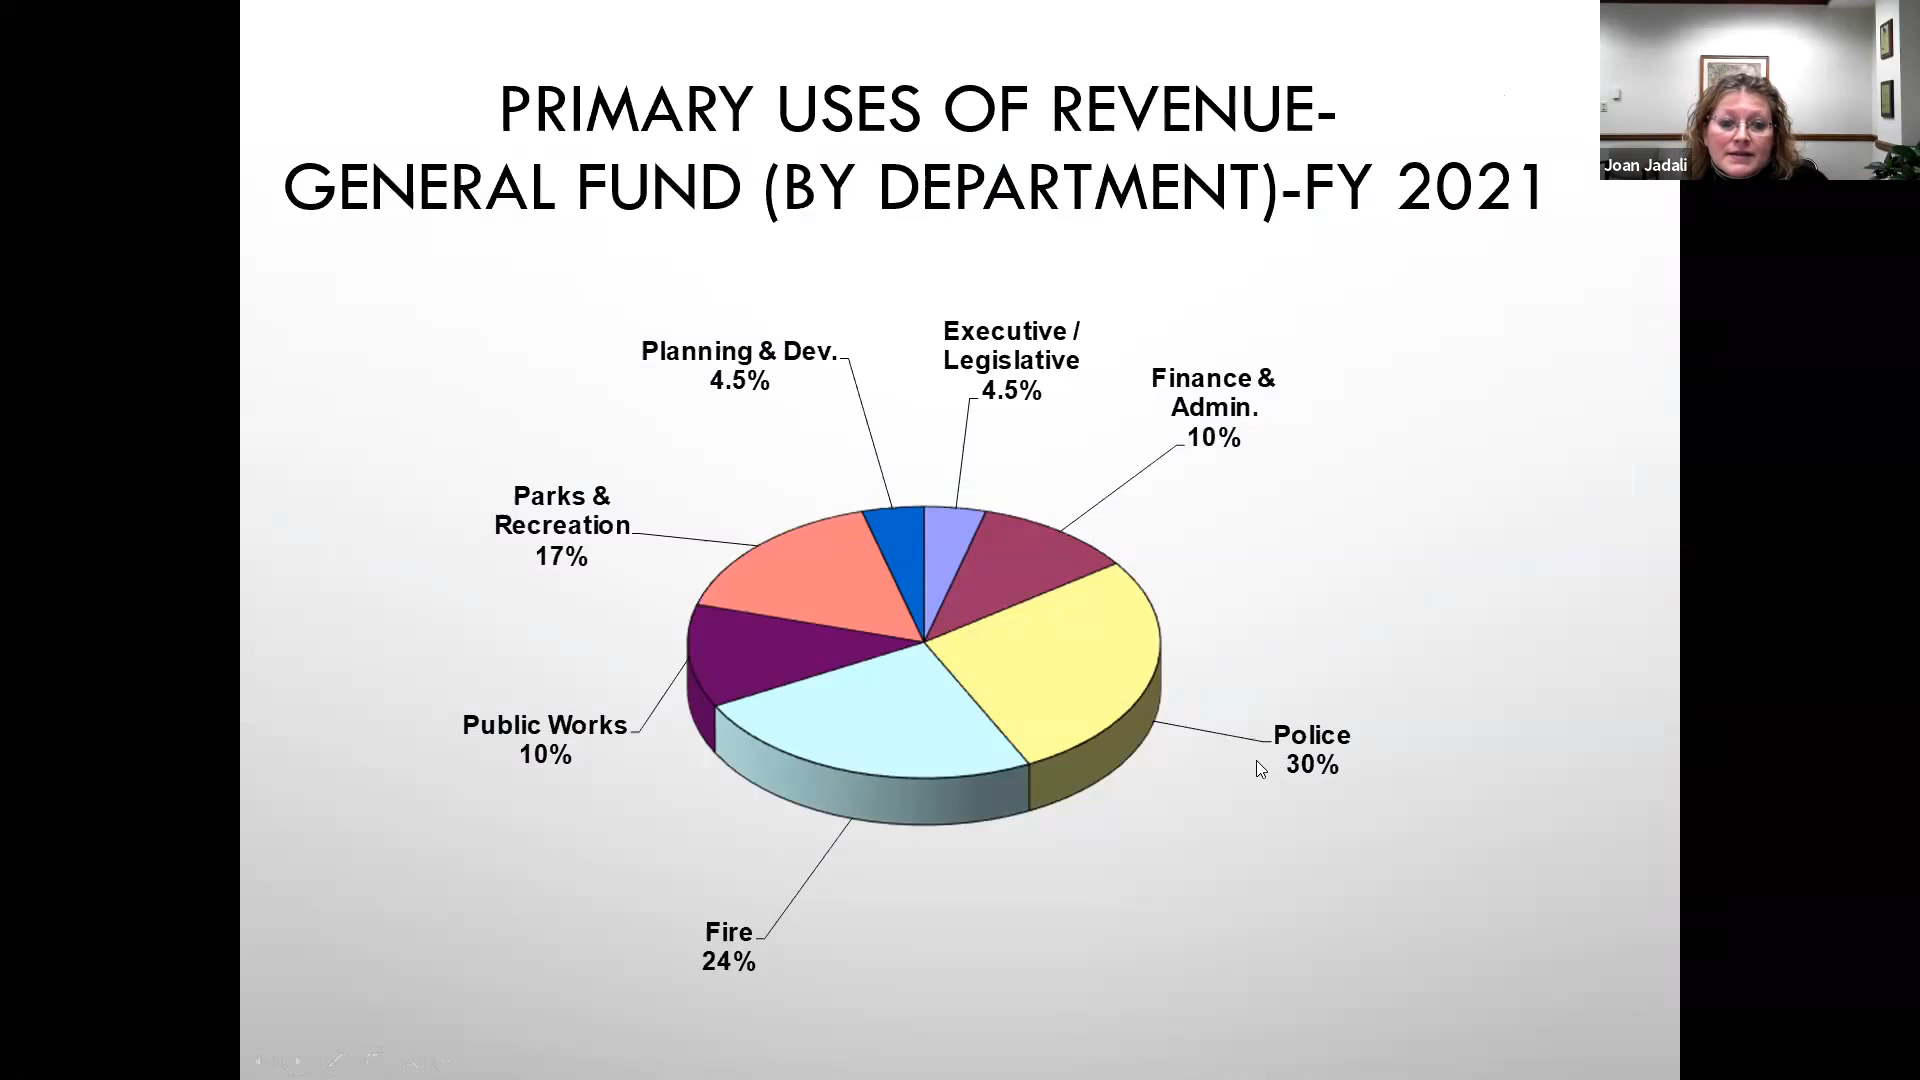 PRIMARY USES OF REVENUE-
GENERAL FUND (BY DEPARTMENT)-FY 2021
Joan Jadali
Executive /
Legislative
4.5%
Planning & Dev.
4.5%
Finance &
Admin.
10%
Parks &
Recreation
17%
Public Works
10%
Police
30%
Fire
24%